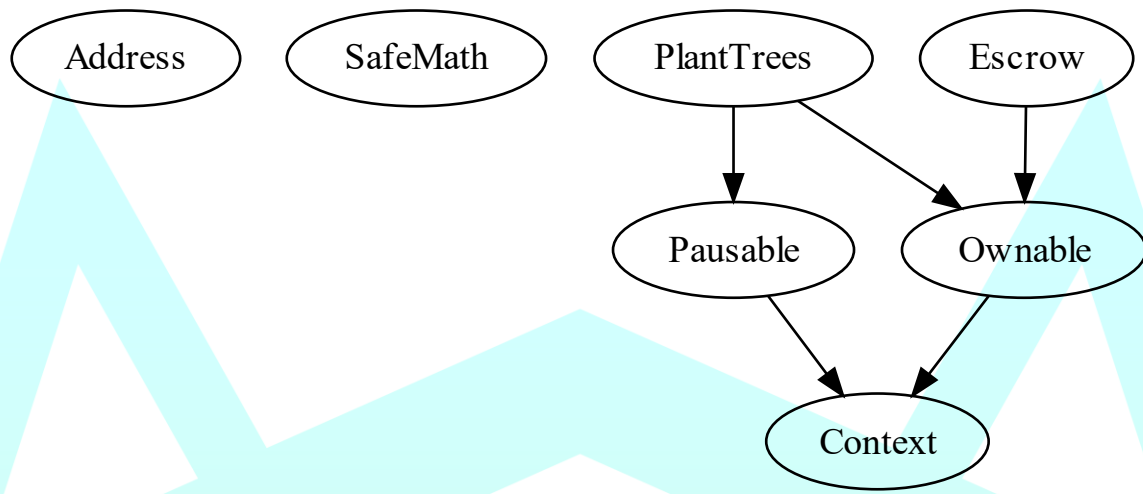 Address
SafeMath
PlantTrees
Escrow
Pausable
Ownable
Context